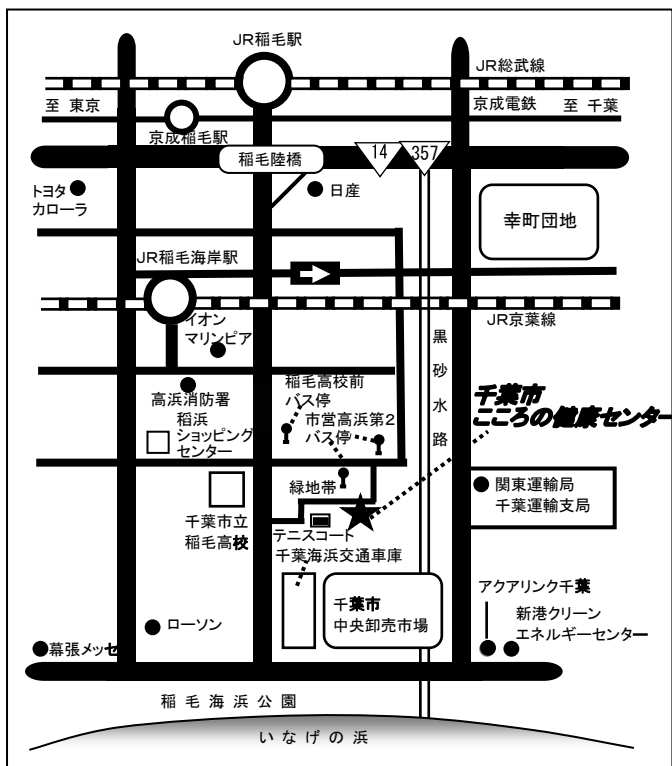 JR稲毛駅
JR総武線
至 東京
京成電鉄
至 千葉
京成稲毛駅
14
357
稲毛陸橋
トヨタ
カローラ
日産
幸町団地
JR稲毛海岸駅
JR京葉線
イオン
マリンピア
黒砂水路
高浜消防署
稲浜
ショッピング
センター
稲毛高校前
バス停
市営高浜第2
バス停
千葉市
こころの健康センター
緑地帯
関東運輸局
千葉運輸支局
千葉市立
稲毛高校
テニスコート
千葉海浜交通車庫
千葉市
中央卸売市場
アクアリンク千葉
新港クリーン
エネルギーセンター
ローソン
幕張メッセ
稲毛海浜公園
いなげの浜